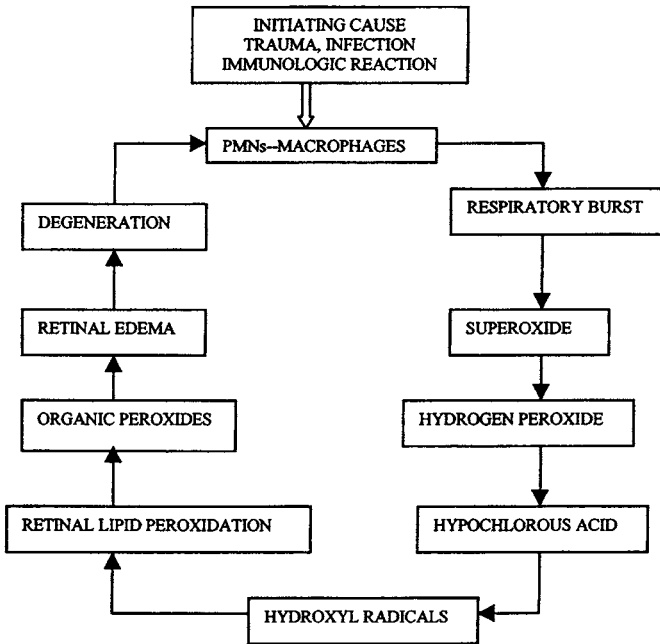 INITIATING CAUSE
TRAUMA, INFECTION
IMMUNOLOGIC REACTION
PMNs--MACROPHAGES
RESPIRATORY BURST
SUPEROXIDE
HYDROGEN PEROXIDE
HYPOCHLOROUS ACID
HYDROXYL RADICALS
RETINAL LIPID PEROXIDATION
ORGANIC PEROXIDES
RETINAL EDEMA
DEGENERATION